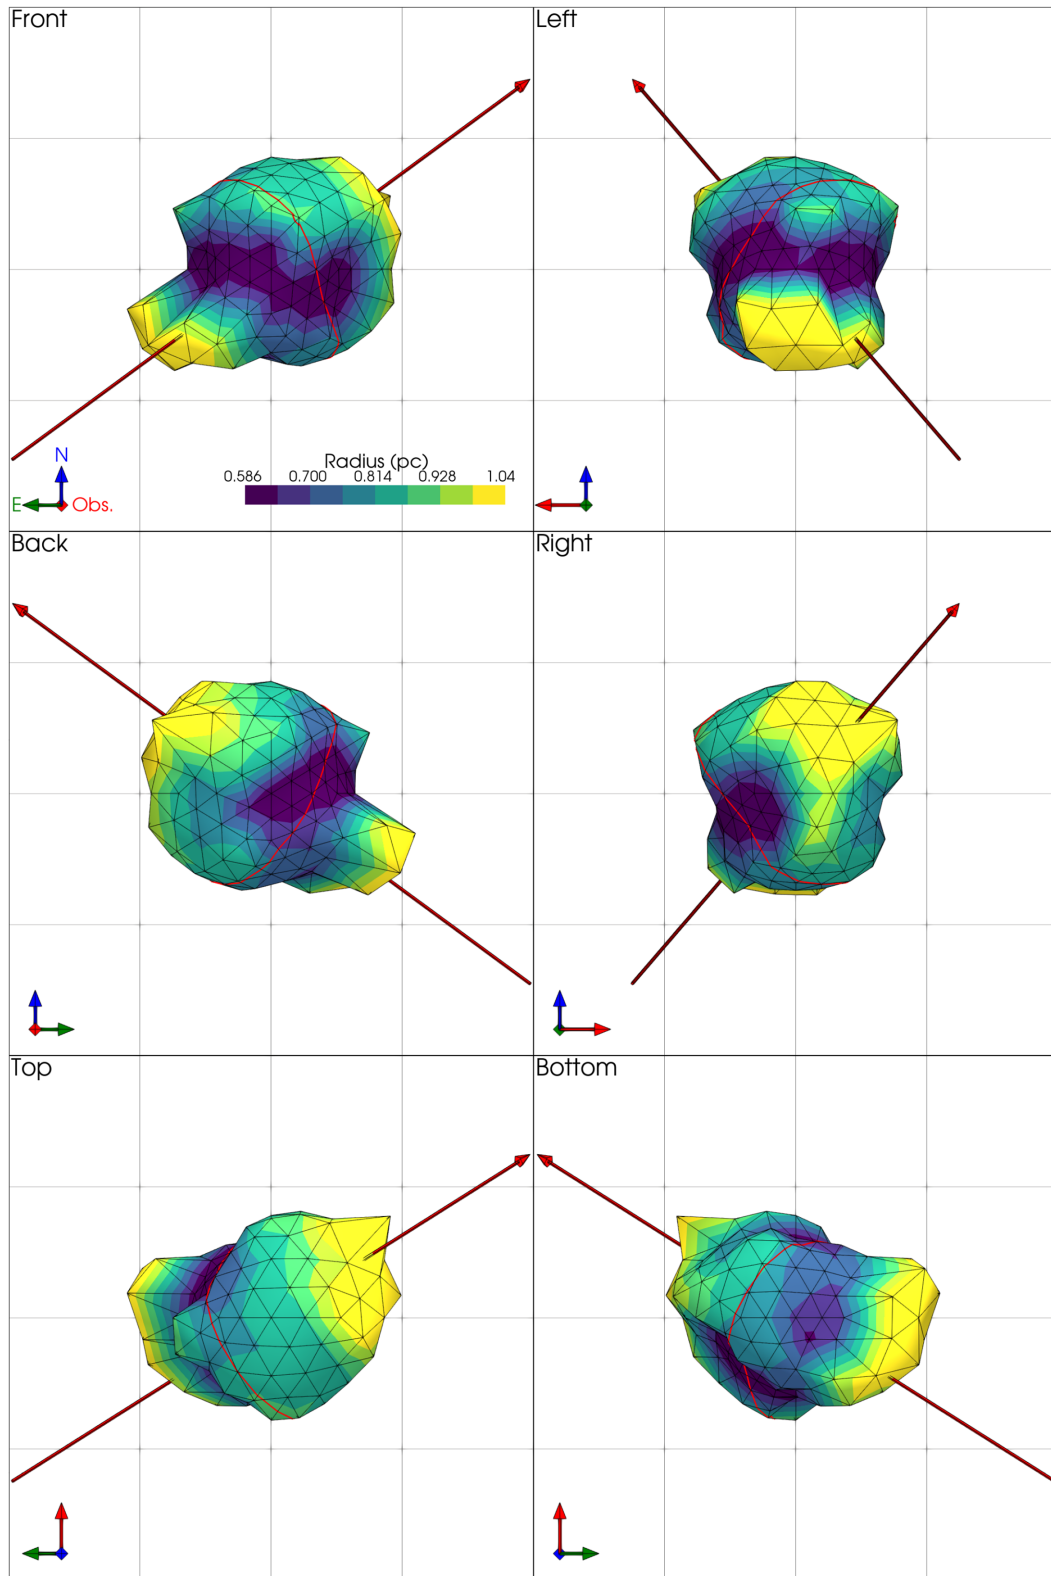 Front
Left
N
E
Obs.
Radius (pc)
0.586 0.700 0.814 0.928 1.04
Back
Right
Top
Bottom